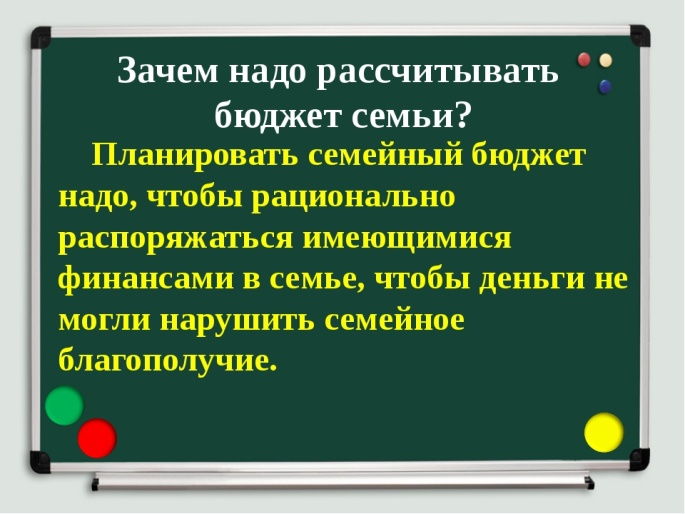 Зачем надо рассчитывать
бюджет семьи?
Планировать семейный бюджет
надо, чтобы рационально
распоряжаться имеющимися
финансами в семье, чтобы деньги не
могли нарушить семейное
благополучие.